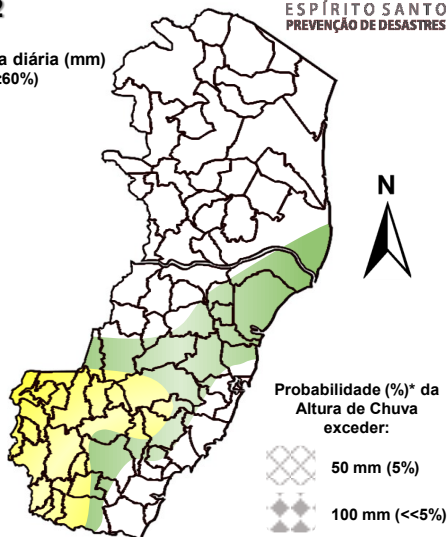 ESPÍRITO SANTO
PREVENÇÃO DE DESASTRES
a diária (mm)
60%)
N
Probabilidade (%)* da
Altura de Chuva
exceder:
50 mm (5%)
100 mm (<<5%)